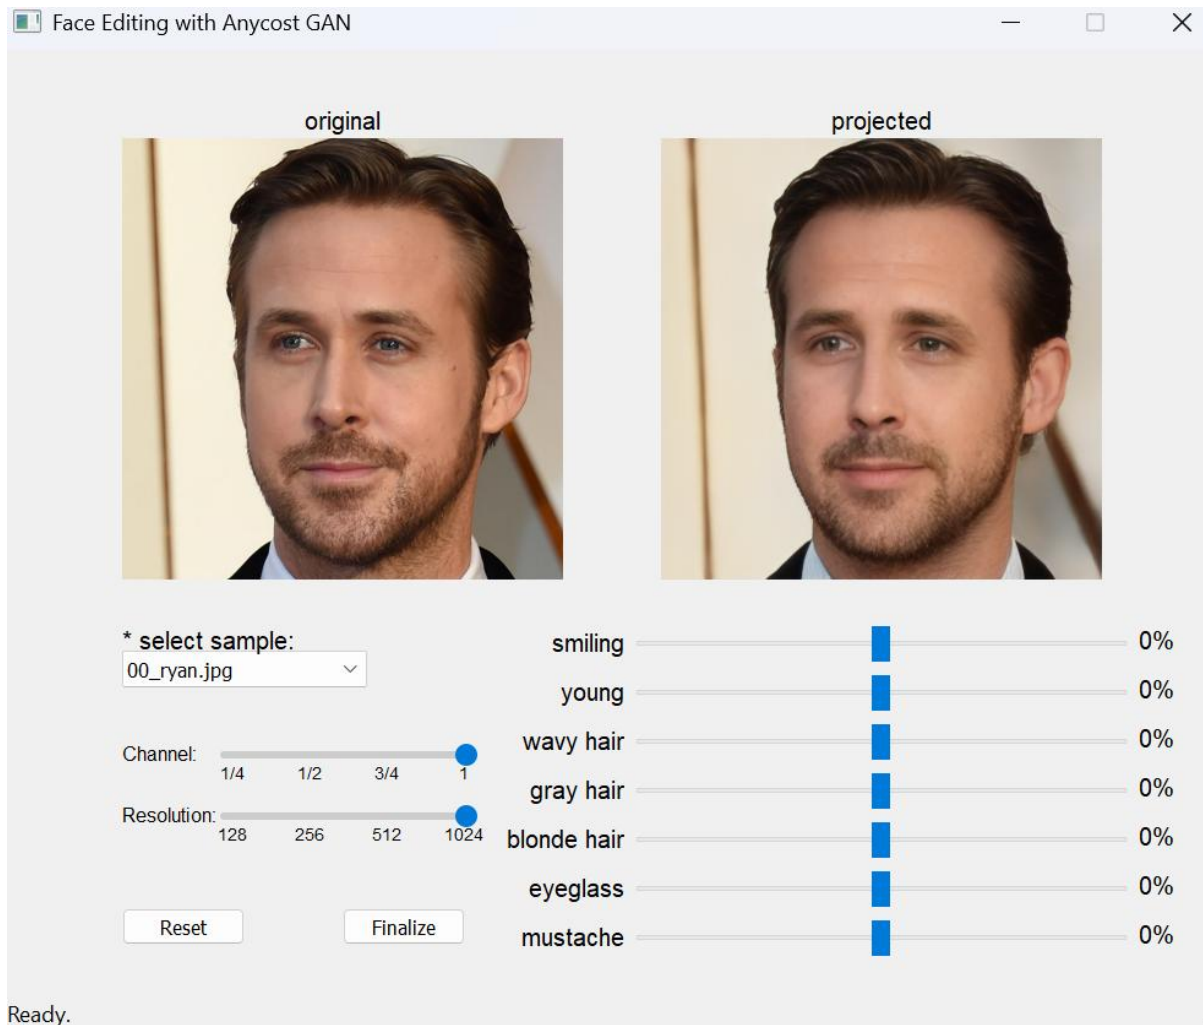 Face Editing with Anycost GAN
original
projected
* select sample:
00_ryan.jpg
Channel:
1/4 1/2 3/4 1
Resolution:
128 256 512 1024
Reset
Finalize
smiling 0%
young 0%
wavy hair 0%
gray hair 0%
blonde hair 0%
eyeglass 0%
mustache 0%
Ready.